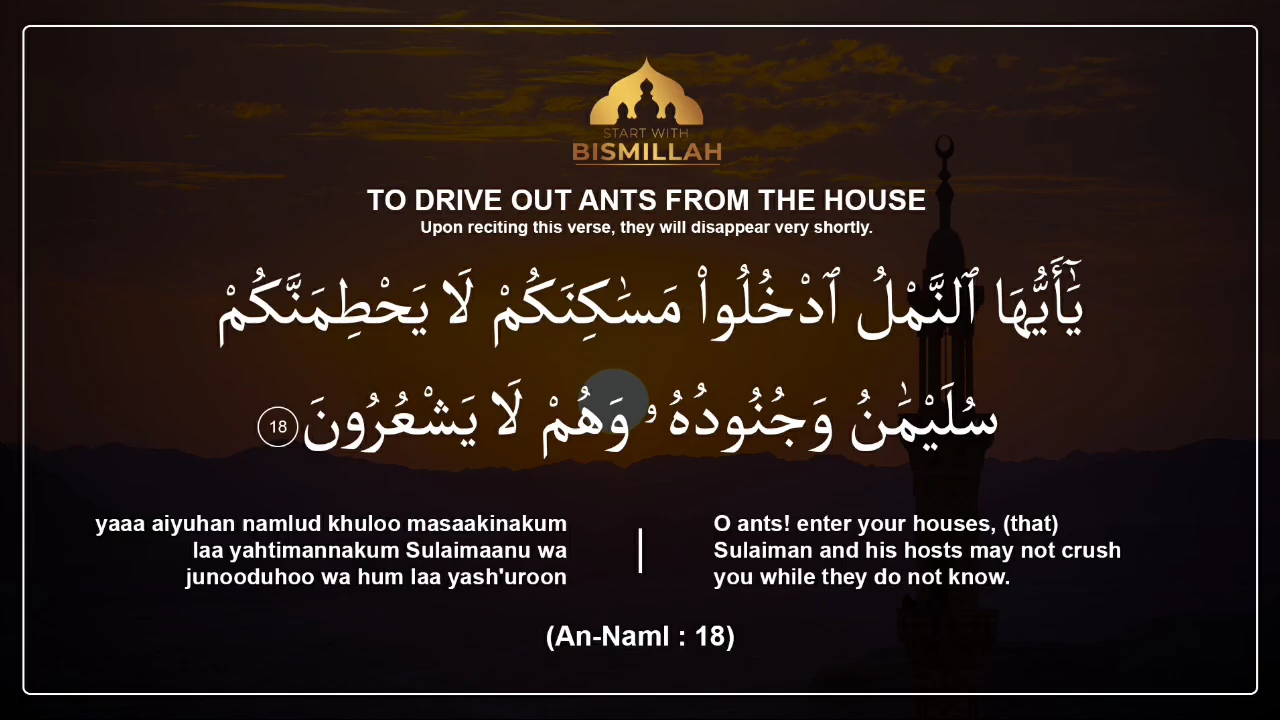 START WITH
BISMILLAH
TO DRIVE OUT ANTS FROM THE HOUSE
Upon reciting this verse, they will disappear very shortly.
يَٰٓأَيُّهَا ٱلنَّمْلُ ٱدْخُلُوا۟ مَسَٰكِنَكُمْ لَا يَحْطِمَنَّكُمْ
سُلَيْمَٰنُ وَجُنُودُهُۥ وَهُمْ لَا يَشْعُرُونَ 18
yaaa aiyuhan namlud khuloo masaakinakum
laa yahtimannakum Sulaimaanu wa
junooduhoo wa hum laa yash'uroon
|
O ants! enter your houses, (that)
Sulaiman and his hosts may not crush
you while they do not know.
(An-Naml : 18)